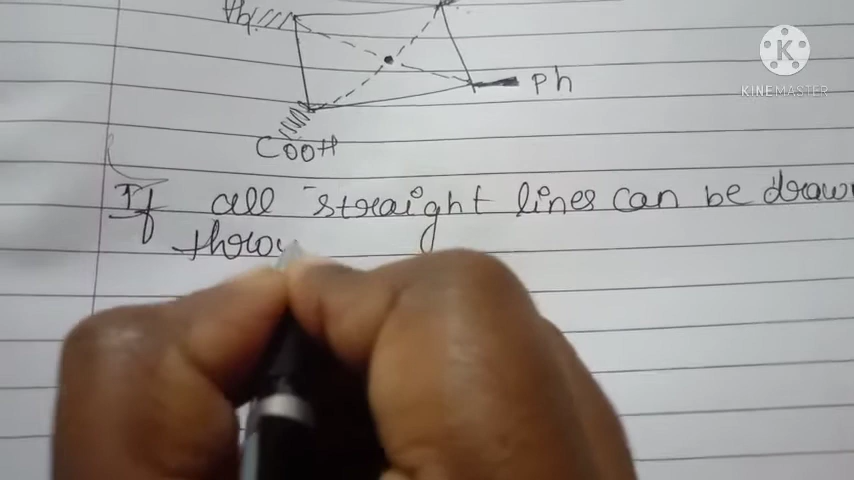 Ph
Ph
COOH
If all straight lines can be drawn
throu
K
KINEMASTER